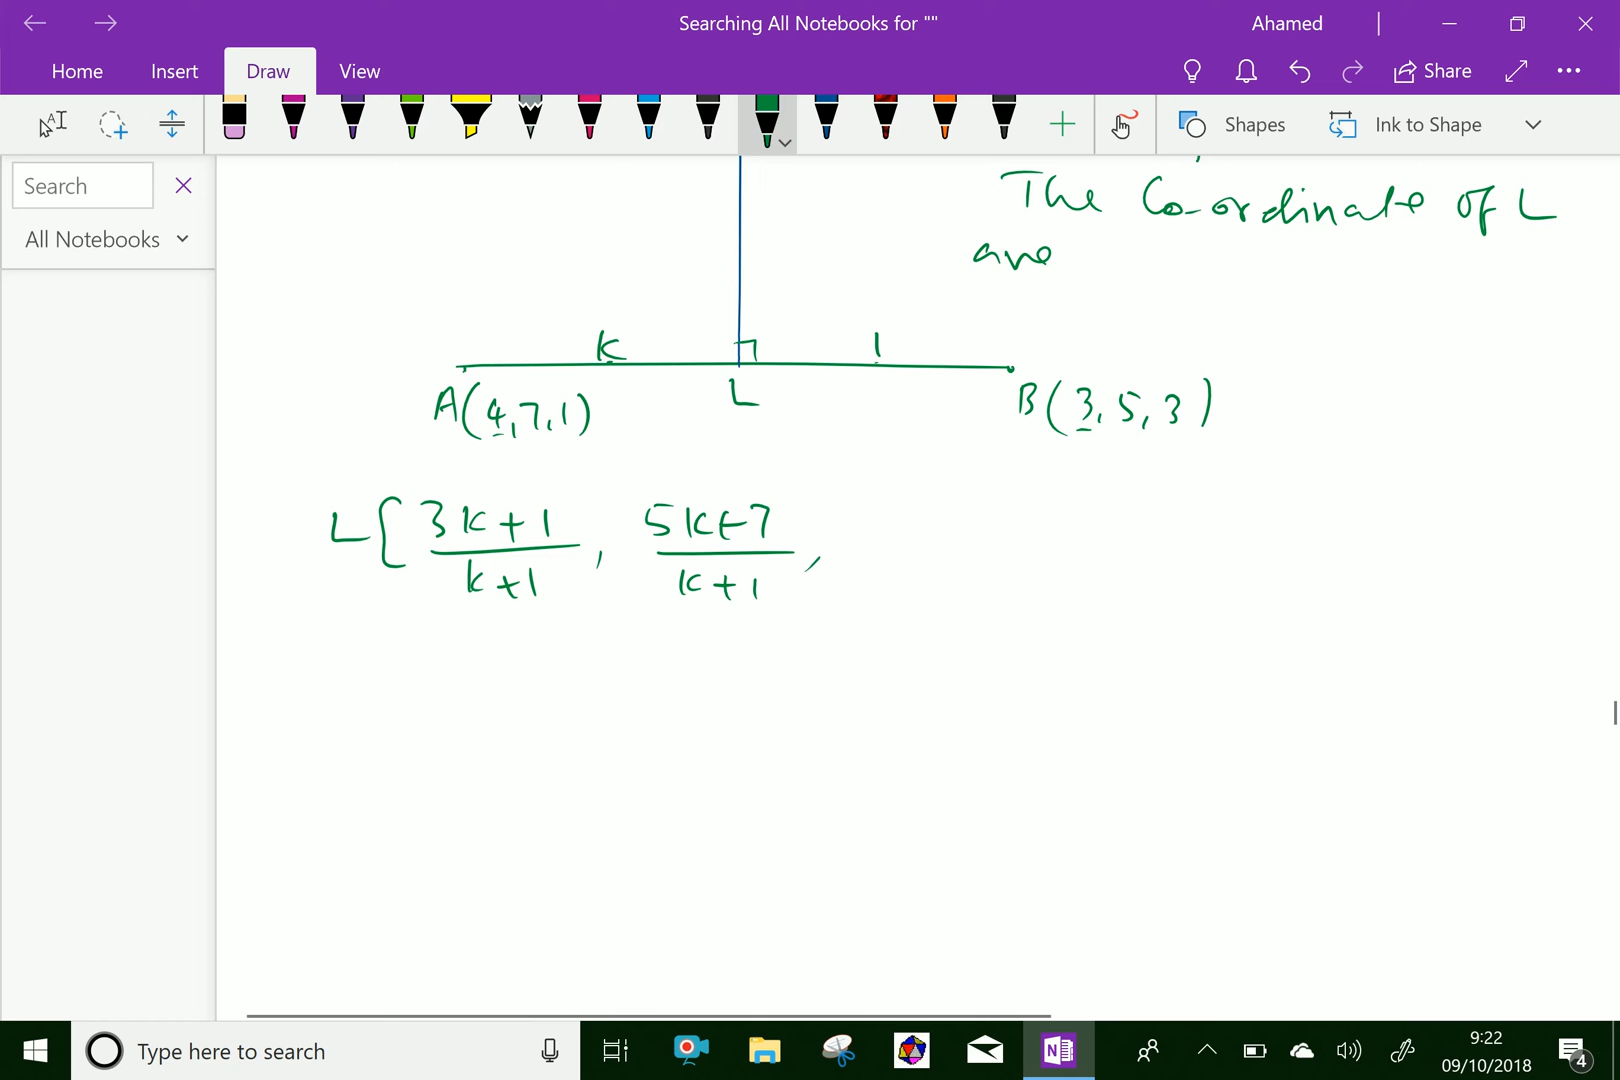 Searching All Notebooks for ""
Ahamed
Home Insert Draw View
Share
Shapes
Ink to Shape
Search
All Notebooks
The Co-ordinate of L
are
k 1
A(4,7,1) L B(3,5,3)
L{ 3k+1/k+1 , 5k+7/k+1 ,
Type here to search
9:22
09/10/2018
4